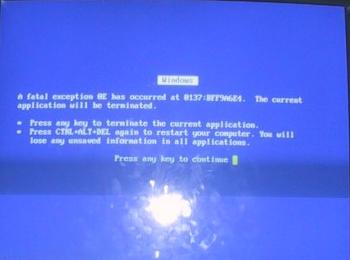 Windows
A fatal exception 0E has occurred at 0137:BFF9A6E4. The current
application will be terminated.
* Press any key to terminate the current application.
* Press CTRL+ALT+DEL again to restart your computer. You will
lose any unsaved information in all applications.
Press any key to continue